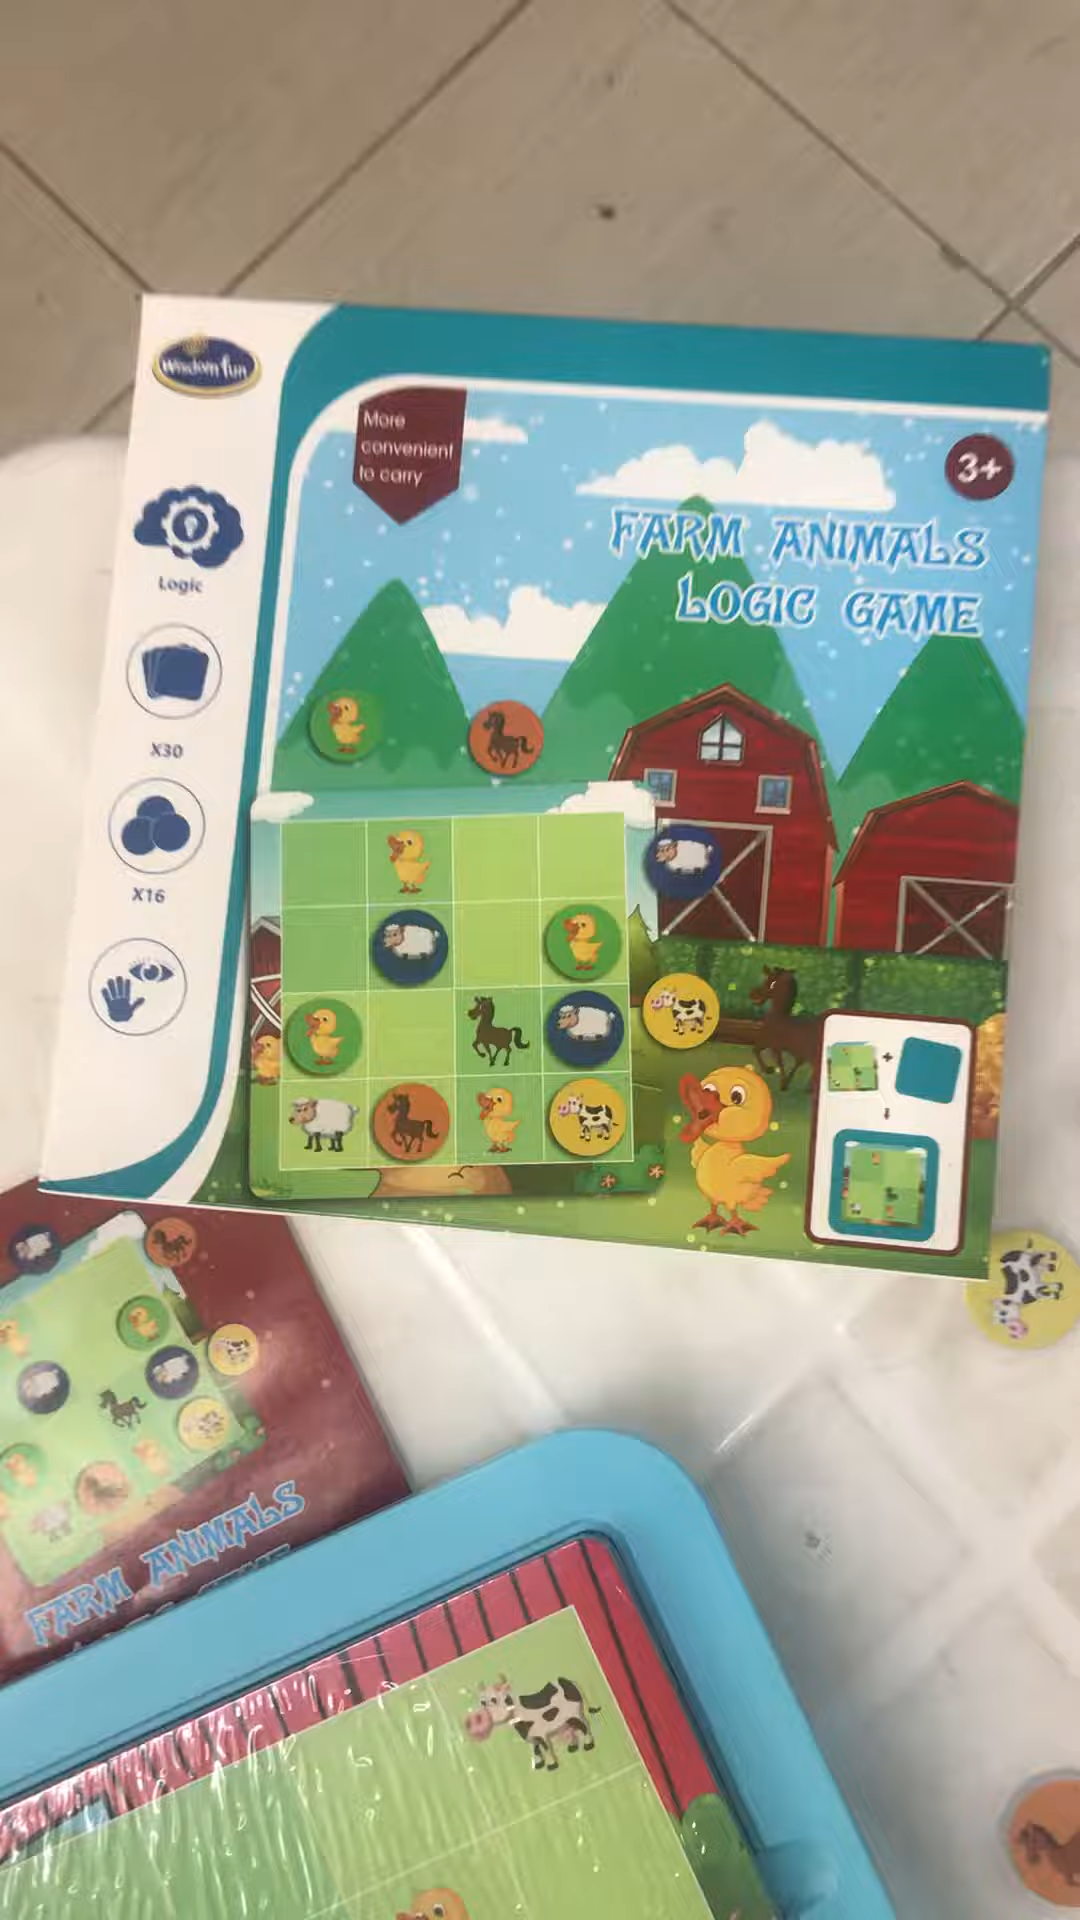 Wisdom fun
More
convenient
to carry
3+
FARM ANIMALS
LOGIC GAME
Logic
X30
X16
FARM ANIMALS